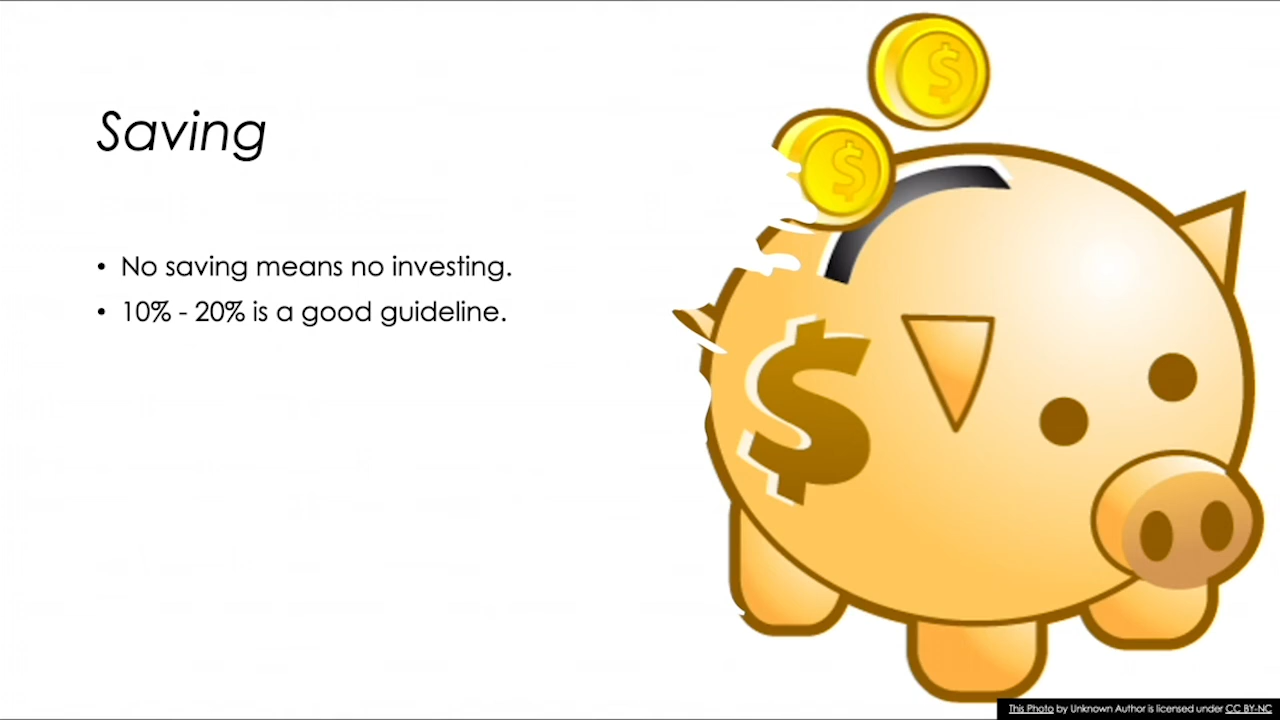 Saving
• No saving means no investing.
• 10% - 20% is a good guideline.
$
$
$
This Photo by Unknown Author is licensed under CC BY-NC